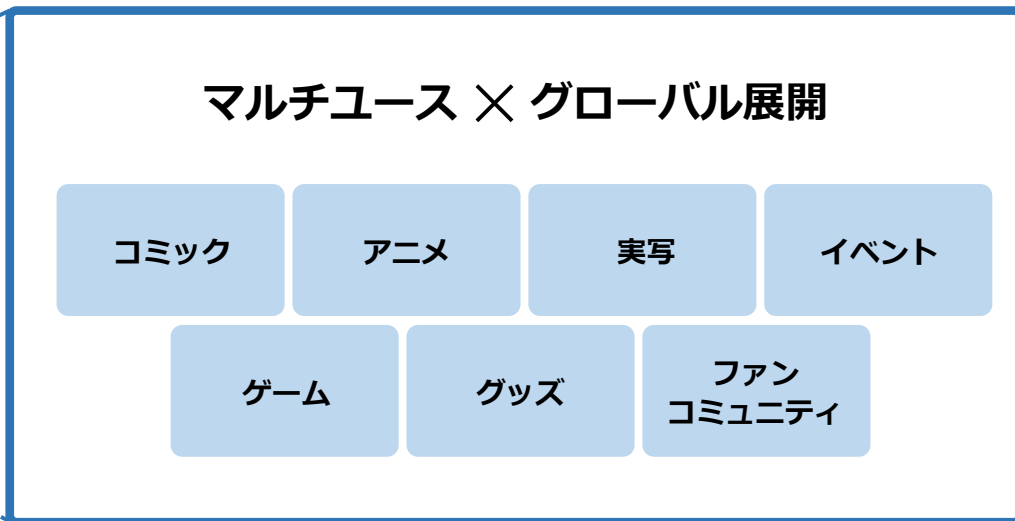 マルチユース × グローバル展開
コミック
アニメ
実写
イベント
ゲーム
グッズ
ファン
コミュニティ